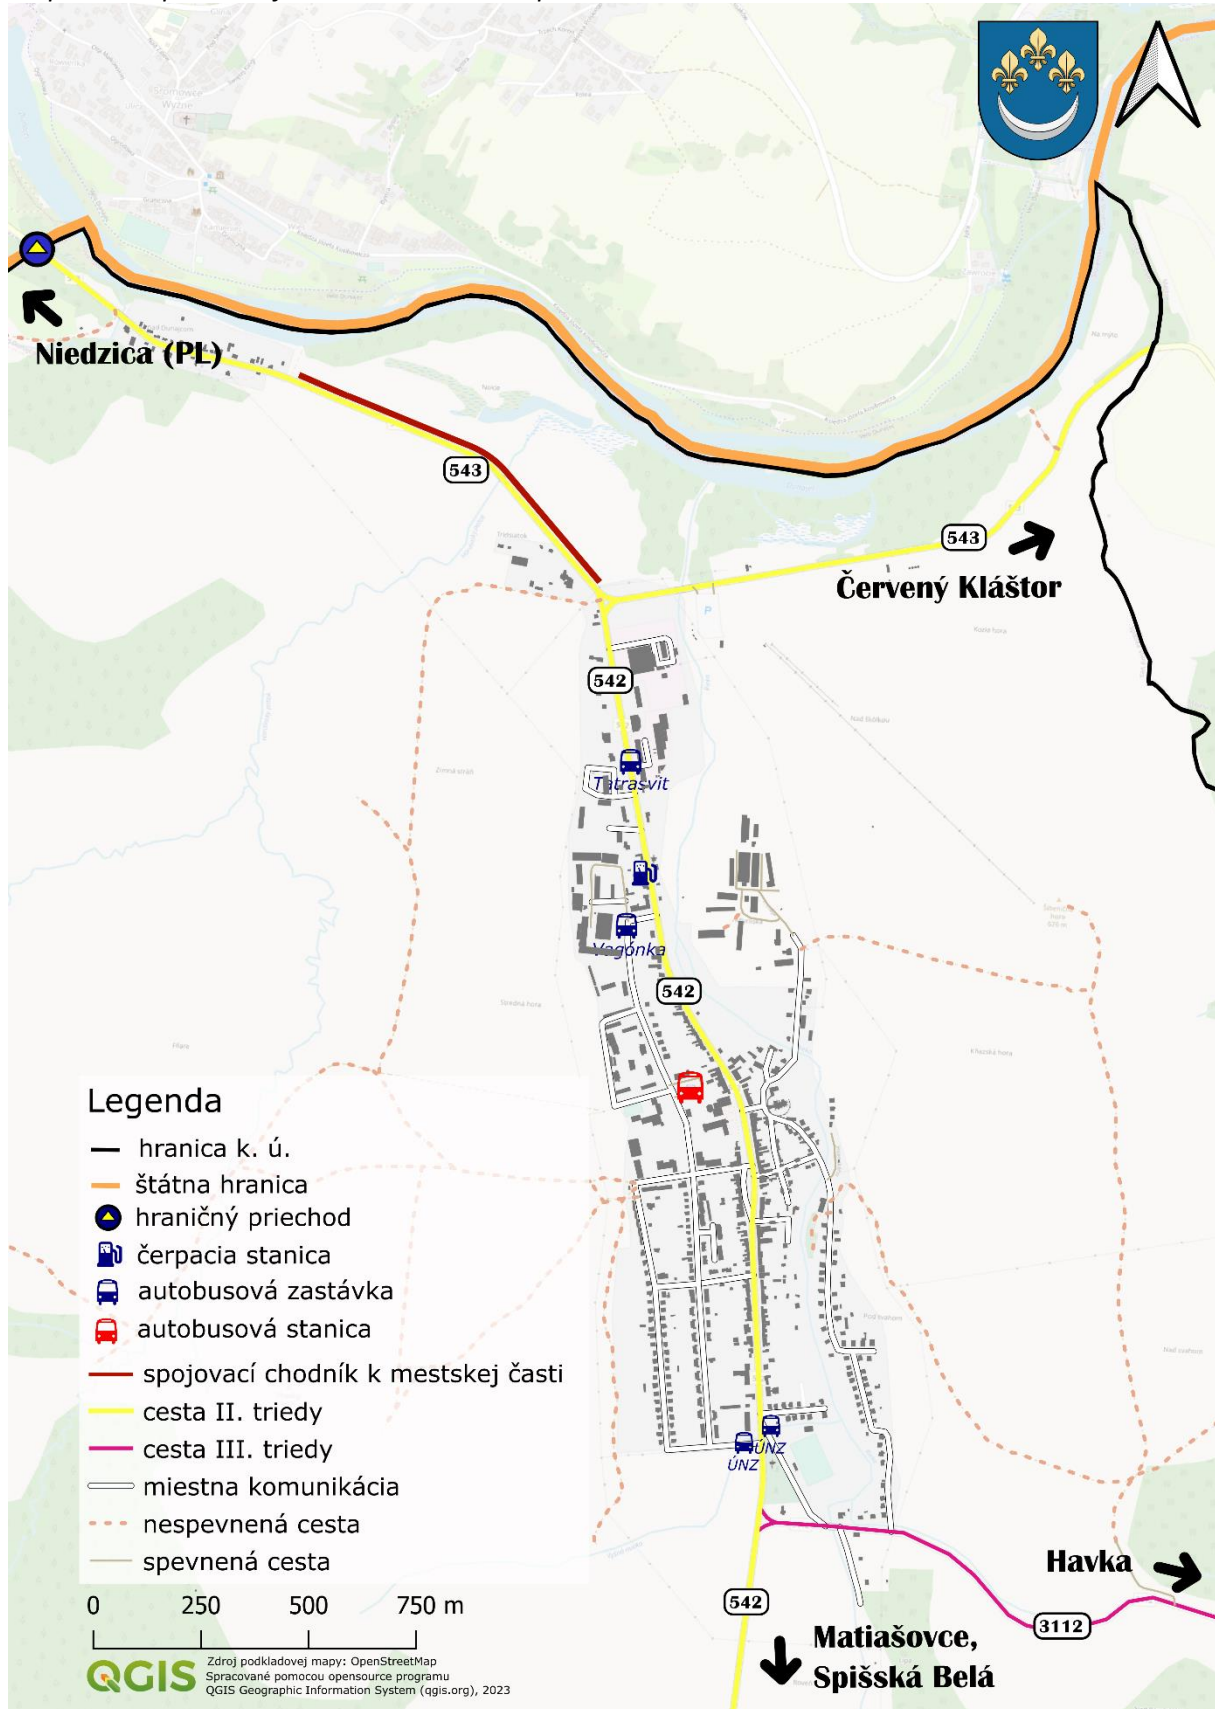 Sromowce
Wyżne
Niedzica (PL)
543
543
Červený Kláštor
P
542
Tatrasvit
Vagónka
542
Legenda
hranica k. ú.
štátna hranica
hraničný priechod
čerpacia stanica
autobusová zastávka
autobusová stanica
spojovací chodník k mestskej časti
cesta II. triedy
cesta III. triedy
miestna komunikácia
nespevnená cesta
spevnená cesta
ÚNZ
ÚNZ
Havka
3112
542
Matiašovce,
Spišská Belá
0 250 500 750 m
QGIS
Zdroj podkladovej mapy: OpenStreetMap
Spracované pomocou opensource programu
QGIS Geographic Information System (qgis.org), 2023